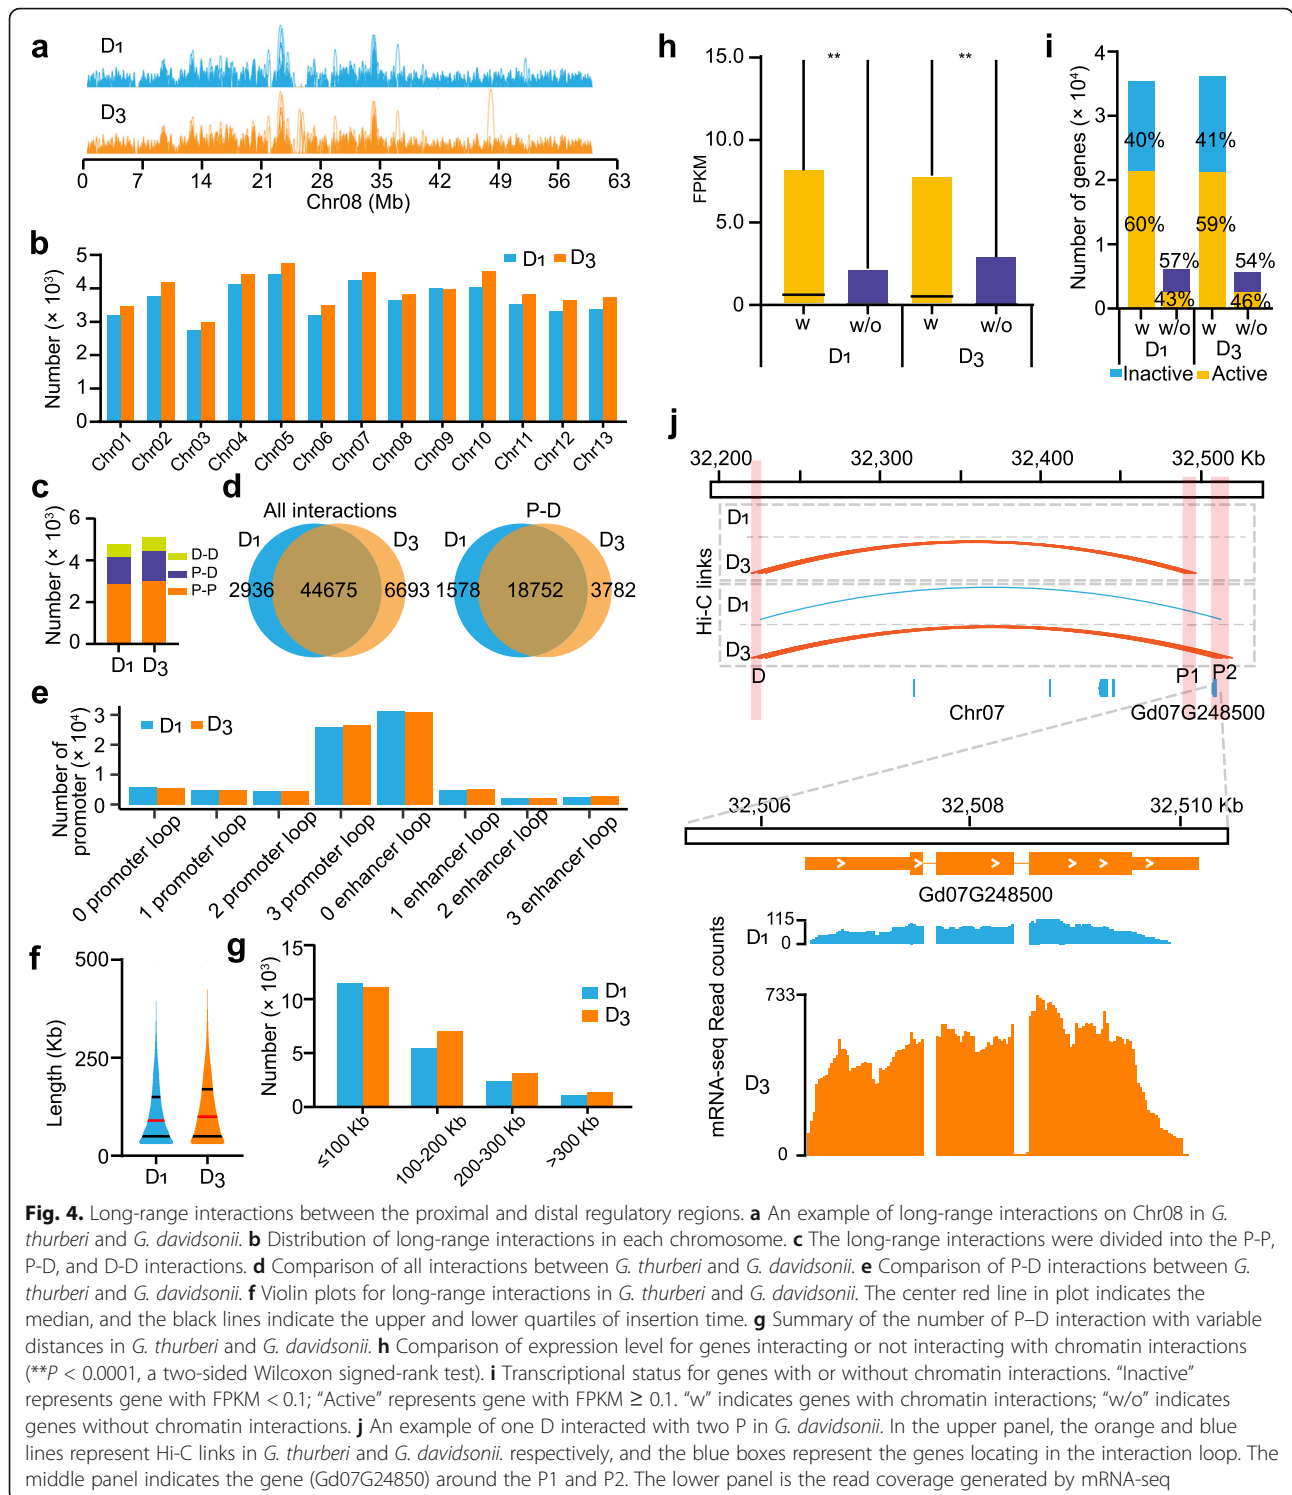 a
D1
D3
0 7 14 21 28 35 42 49 56 63
Chr08 (Mb)
b
D1 D3
Number (× 10³)
5
4
3
2
1
0
Chr01 Chr02 Chr03 Chr04 Chr05 Chr06 Chr07 Chr08 Chr09 Chr10 Chr11 Chr12 Chr13
c
Number (× 10³)
6
4
2
0
D-D
P-D
P-P
D1 D3
d
All interactions
D1 D3
2936 44675 6693
P-D
D1 D3
1578 18752 3782
e
D1 D3
Number of
promoter (× 10⁴)
3
2
1
0
0 promoter loop
1 promoter loop
2 promoter loop
3 promoter loop
0 enhancer loop
1 enhancer loop
2 enhancer loop
3 enhancer loop
f
Length (Kb)
500
250
0
D1 D3
g
Number (× 10³)
15
10
5
0
D1
D3
≤100 Kb
100-200 Kb
200-300 Kb
>300 Kb
h
FPKM
15.0
10.0
5.0
0
** **
w w/o w w/o
D1 D3
i
Number of genes (× 10⁴)
4
3
2
1
0
40% 41%
60% 59%
57% 54%
43% 46%
w w/o w w/o
D1 D3
Inactive Active
j
32,200 32,300 32,400 32,500 Kb
Hi-C links
D1
D3
D1
D3
D P1 P2
Chr07 Gd07G248500
32,506 32,508 32,510 Kb
Gd07G248500
mRNA-seq Read counts
D1
115
0
733
D3
0
Fig. 4. Long-range interactions between the proximal and distal regulatory regions. a An example of long-range interactions on Chr08 in G.
thurberi and G. davidsonii. b Distribution of long-range interactions in each chromosome. c The long-range interactions were divided into the P-P,
P-D, and D-D interactions. d Comparison of all interactions between G. thurberi and G. davidsonii. e Comparison of P-D interactions between G.
thurberi and G. davidsonii. f Violin plots for long-range interactions in G. thurberi and G. davidsonii. The center red line in plot indicates the
median, and the black lines indicate the upper and lower quartiles of insertion time. g Summary of the number of P–D interaction with variable
distances in G. thurberi and G. davidsonii. h Comparison of expression level for genes interacting or not interacting with chromatin interactions
(**P < 0.0001, a two-sided Wilcoxon signed-rank test). i Transcriptional status for genes with or without chromatin interactions. “Inactive”
represents gene with FPKM < 0.1; “Active” represents gene with FPKM ≥ 0.1. “w” indicates genes with chromatin interactions; “w/o” indicates
genes without chromatin interactions. j An example of one D interacted with two P in G. davidsonii. In the upper panel, the orange and blue
lines represent Hi-C links in G. thurberi and G. davidsonii. respectively, and the blue boxes represent the genes locating in the interaction loop. The
middle panel indicates the gene (Gd07G24850) around the P1 and P2. The lower panel is the read coverage generated by mRNA-seq